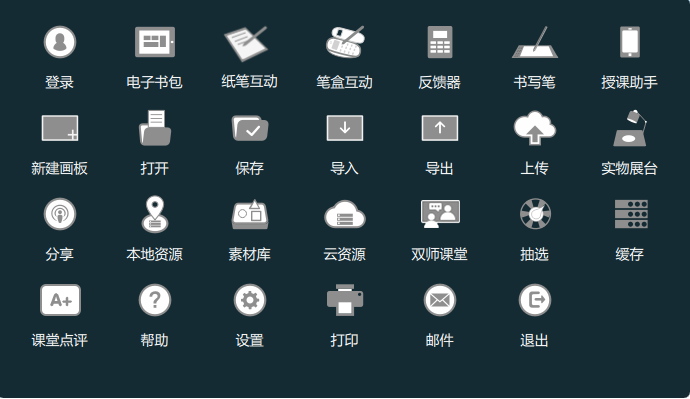 登录 电子书包 纸笔互动 笔盒互动 反馈器 书写笔 授课助手
新建画板 打开 保存 导入 导出 上传 实物展台
分享 本地资源 素材库 云资源 双师课堂 抽选 缓存
A+
课堂点评 帮助 设置 打印 邮件 退出